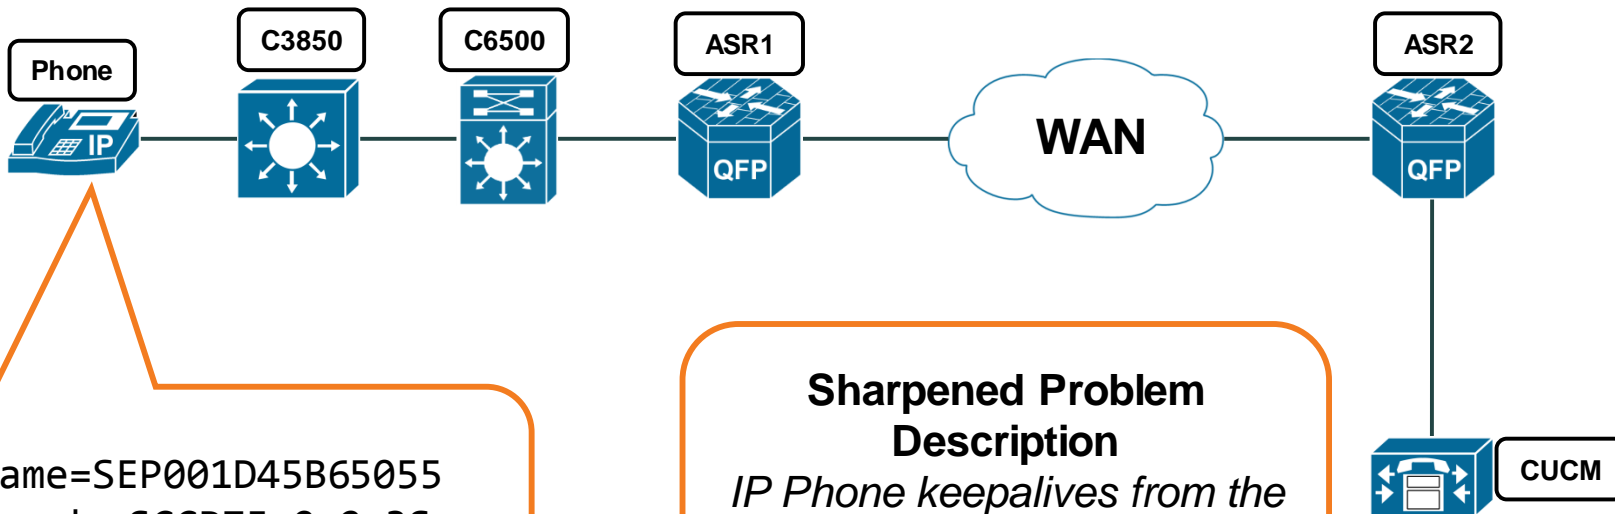 Phone
C3850
C6500
ASR1
ASR2
IP
QFP
WAN
QFP
ame=SEP001D45B65055
Sharpened Problem
Description
IP Phone keepalives from the
CUCM